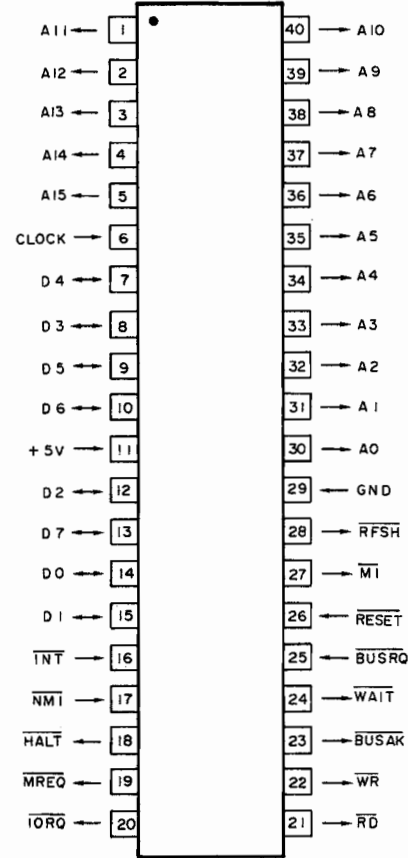 A11 1 40 A10
A12 2 39 A9
A13 3 38 A8
A14 4 37 A7
A15 5 36 A6
CLOCK 6 35 A5
D4 7 34 A4
D3 8 33 A3
D5 9 32 A2
D6 10 31 A1
+5V 11 30 A0
D2 12 29 GND
D7 13 28 RFSH
D0 14 27 M1
D1 15 26 RESET
INT 16 25 BUSRQ
NMI 17 24 WAIT
HALT 18 23 BUSAK
MREQ 19 22 WR
IORQ 20 21 RD